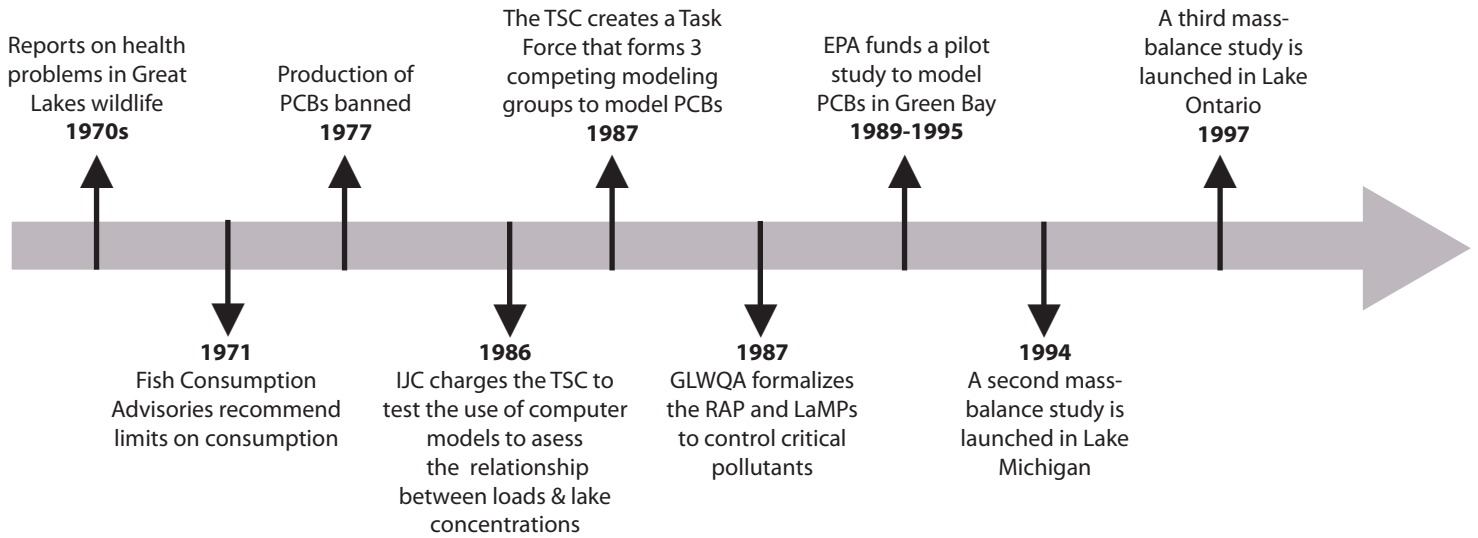 Reports on health
problems in Great
Lakes wildlife
1970s
1971
Fish Consumption
Advisories recommend
limits on consumption
Production of
PCBs banned
1977
1986
IJC charges the TSC to
test the use of computer
models to asess
the relationship
between loads & lake
concentrations
The TSC creates a Task
Force that forms 3
competing modeling
groups to model PCBs
1987
1987
GLWQA formalizes
the RAP and LaMPs
to control critical
pollutants
EPA funds a pilot
study to model
PCBs in Green Bay
1989-1995
1994
A second mass-
balance study is
launched in Lake
Michigan
A third mass-
balance study is
launched in Lake
Ontario
1997